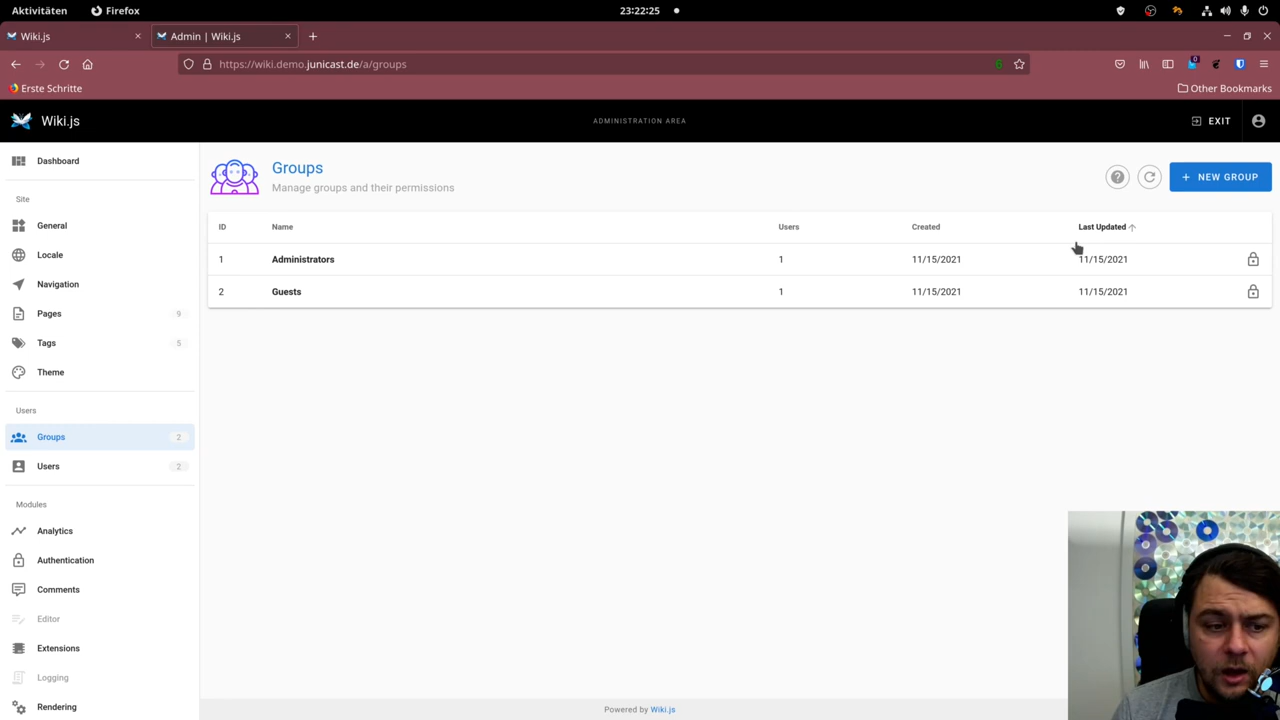 Aktivitäten Firefox 23:22:25
Wiki.js Admin | Wiki.js
https://wiki.demo.junicast.de/a/groups
Erste Schritte Other Bookmarks
Wiki.js ADMINISTRATION AREA EXIT
Dashboard
Site
General
Locale
Navigation
Pages 9
Tags 5
Theme
Users
Groups 2
Users 2
Modules
Analytics
Authentication
Comments
Editor
Extensions
Logging
Rendering
Groups
Manage groups and their permissions
NEW GROUP
ID Name Users Created Last Updated
1 Administrators 1 11/15/2021 11/15/2021
2 Guests 1 11/15/2021 11/15/2021
Powered by Wiki.js